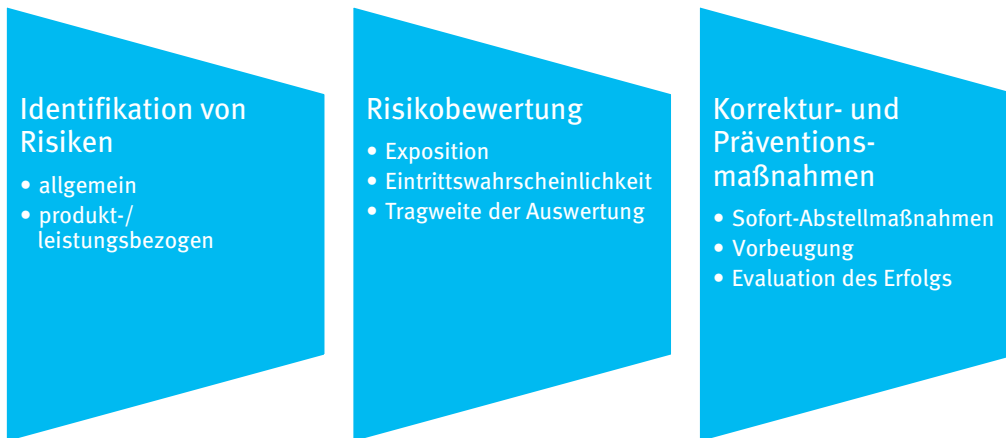 Identifikation von
Risiken
• allgemein
• produkt-/
leistungsbezogen
Risikobewertung
• Exposition
• Eintrittswahrscheinlichkeit
• Tragweite der Auswertung
Korrektur- und
Präventions-
maßnahmen
• Sofort-Abstellmaßnahmen
• Vorbeugung
• Evaluation des Erfolgs